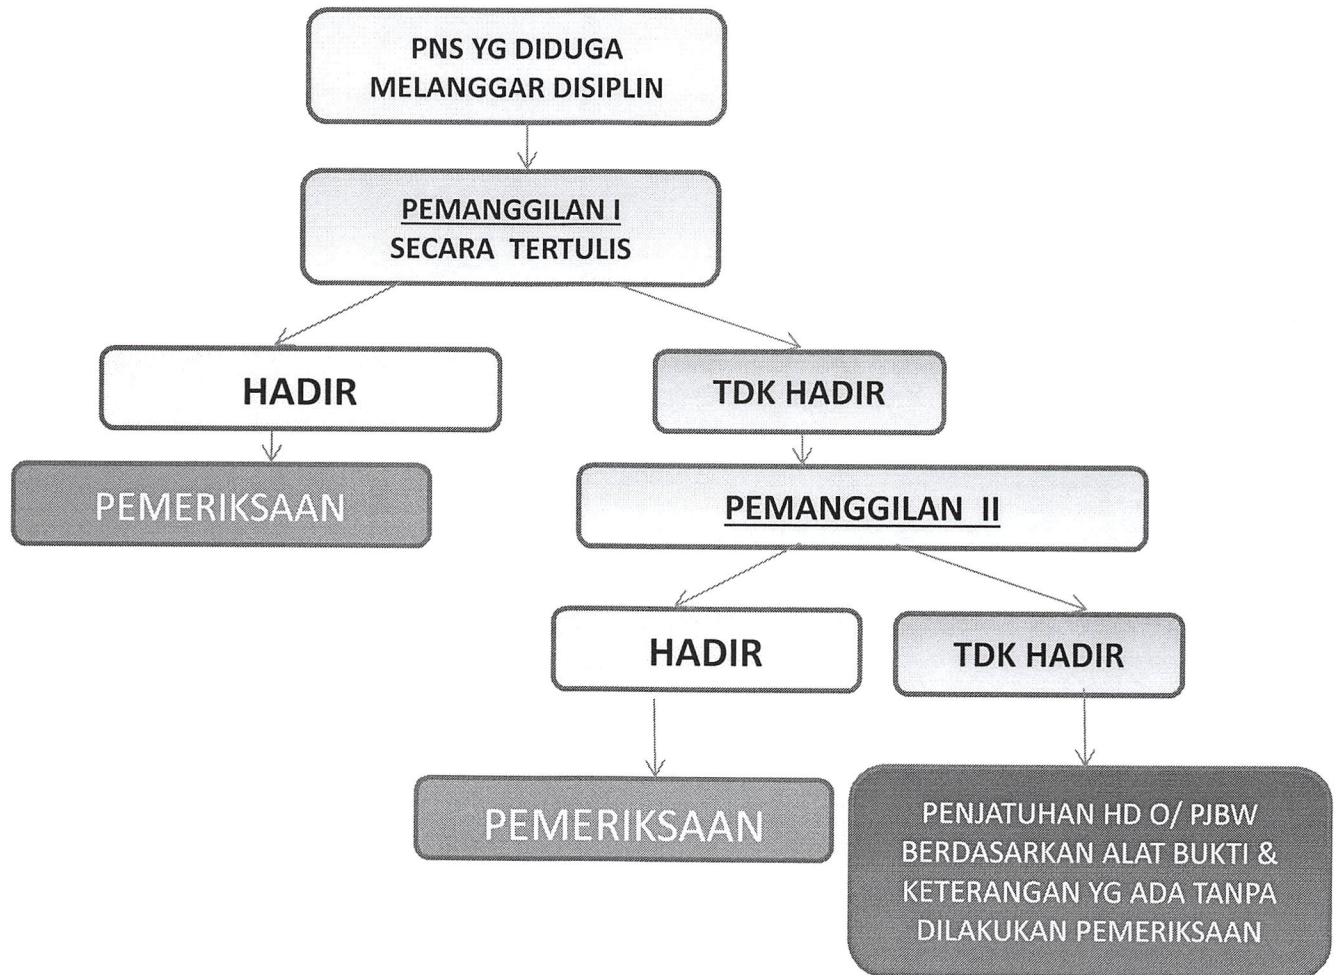 PNS YG DIDUGA
MELANGGAR DISIPLIN
PEMANGGILAN I
SECARA TERTULIS
HADIR
TDK HADIR
PEMERIKSAAN
PEMANGGILAN II
HADIR
TDK HADIR
PEMERIKSAAN
PENJATUHAN HD O/ PJBW
BERDASARKAN ALAT BUKTI &
KETERANGAN YG ADA TANPA
DILAKUKAN PEMERIKSAAN